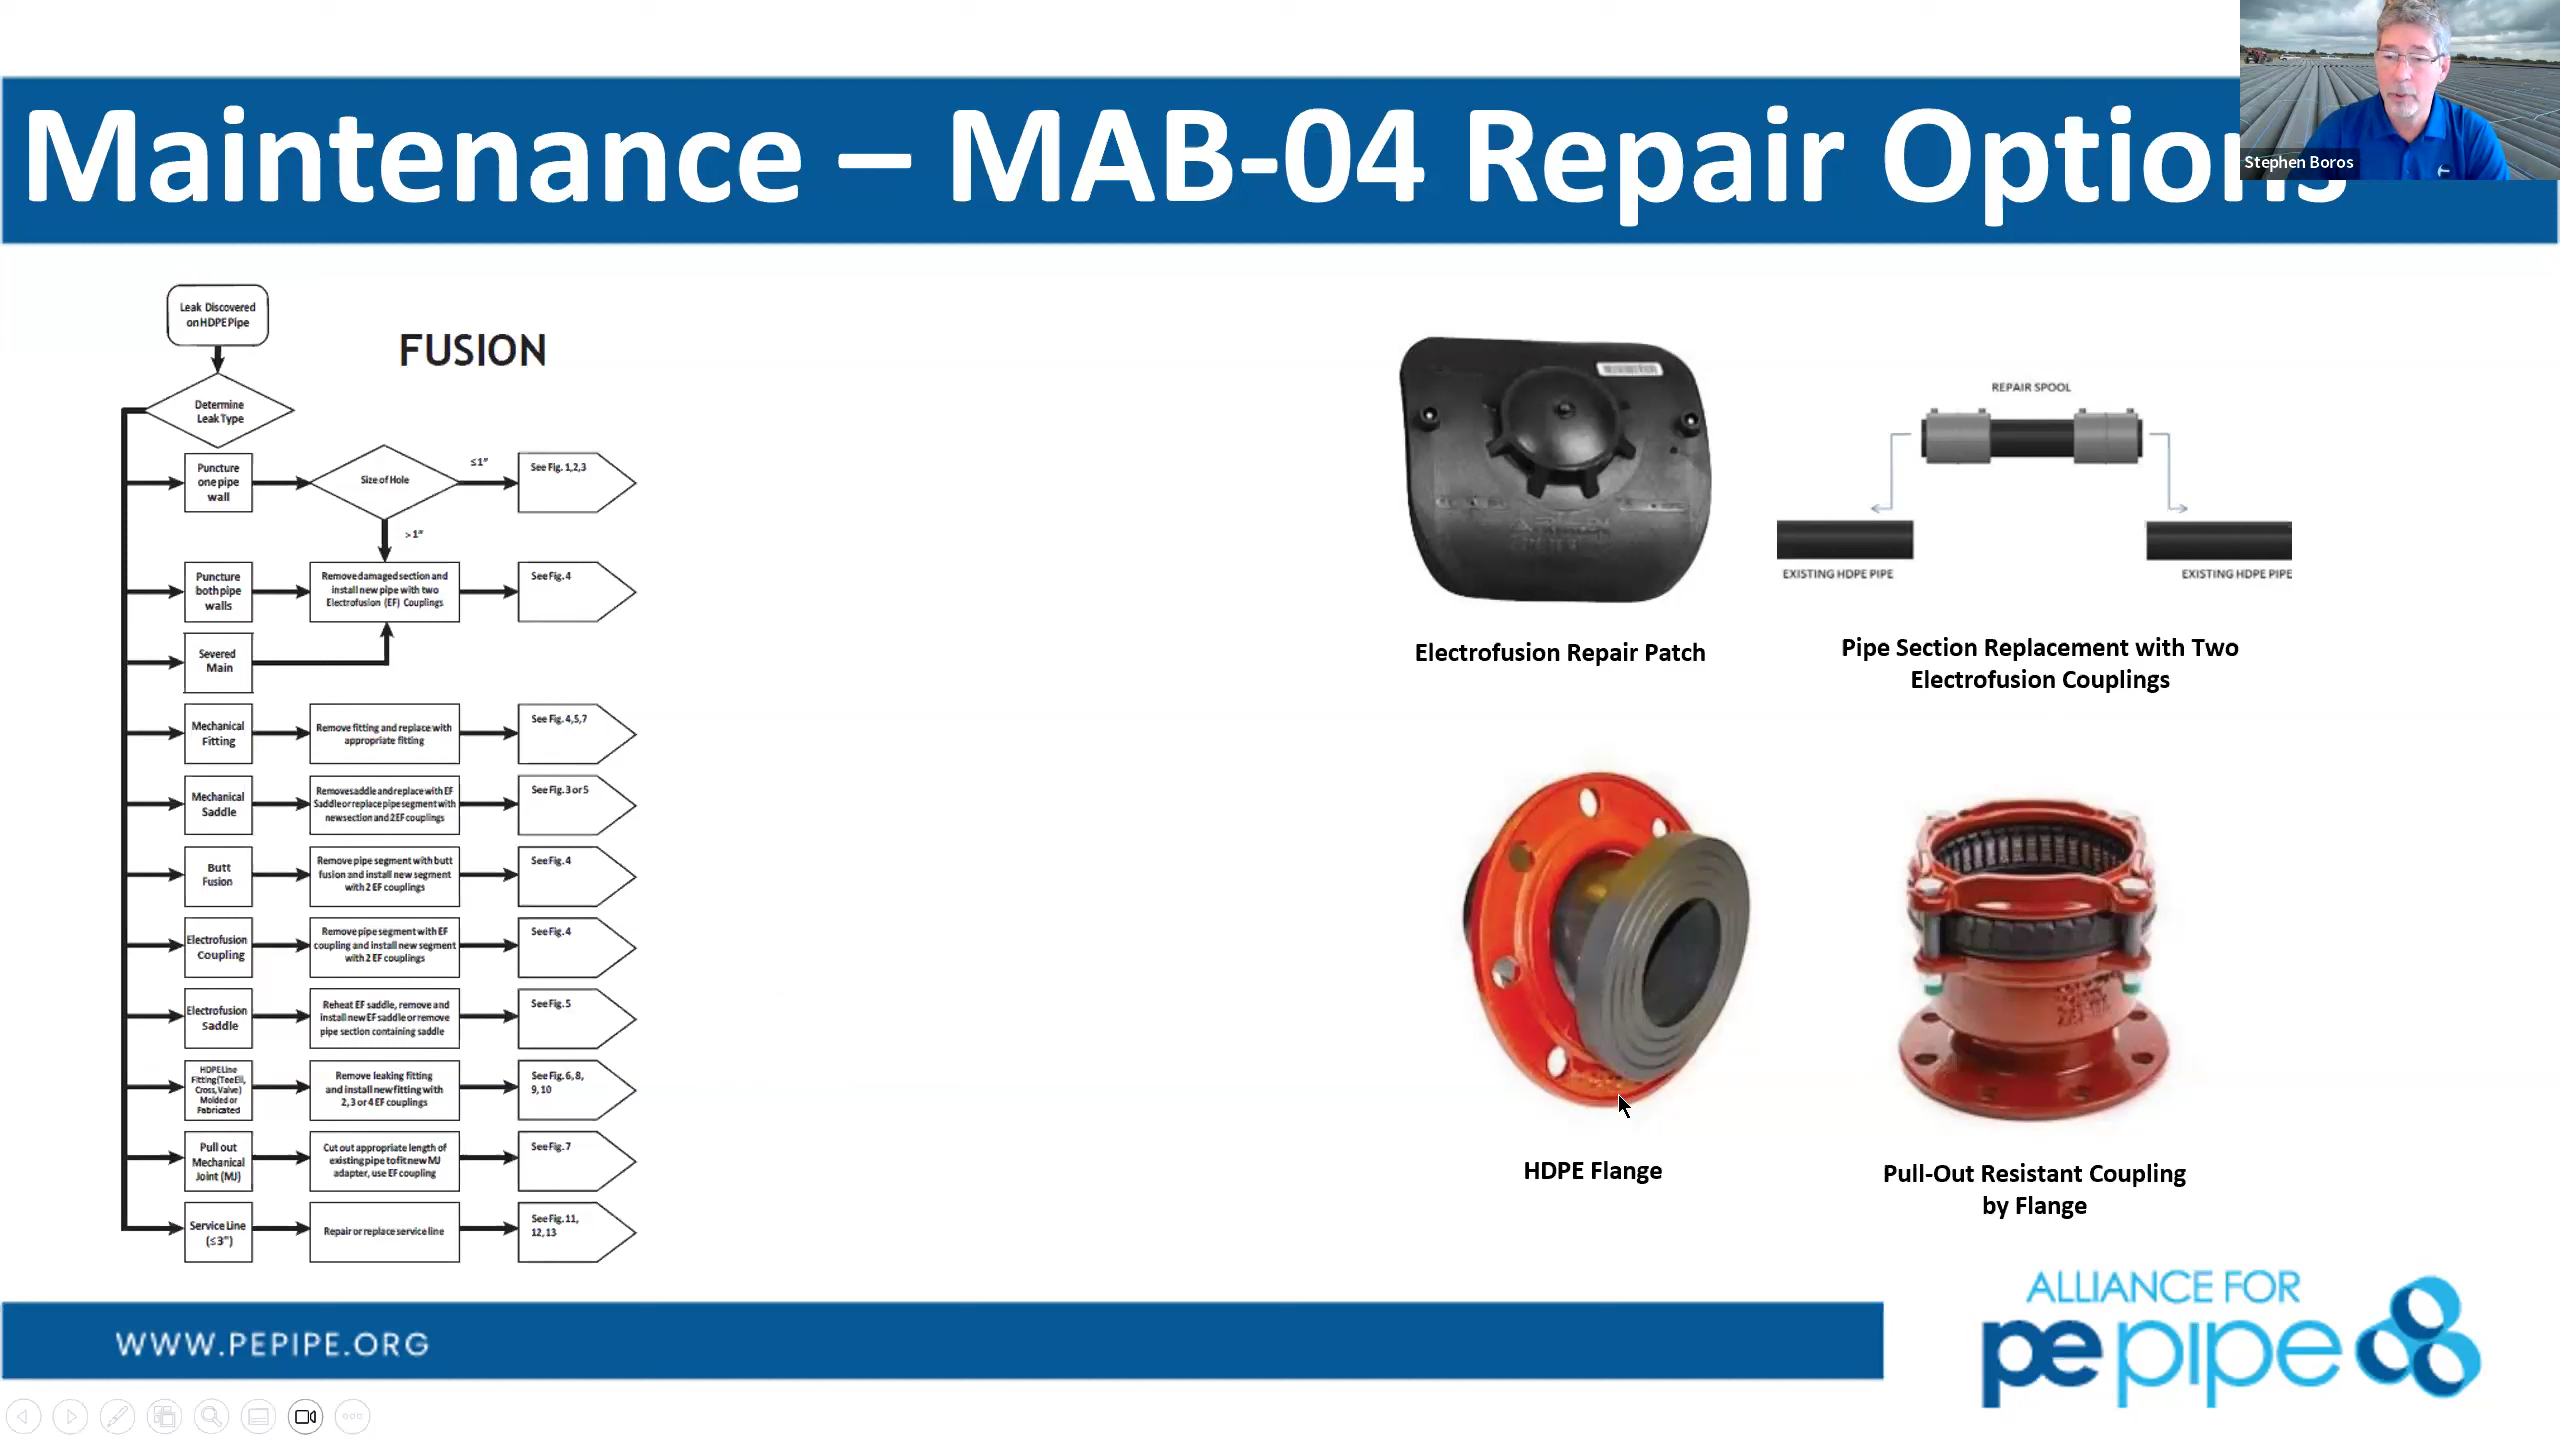 Maintenance – MAB-04 Repair Options
Stephen Boros
Leak Discovered
on HDPE Pipe
FUSION
Determine
Leak Type
Puncture
one pipe
wall
Size of Hole
≤1"
See Fig. 1,2,3
>1"
Puncture
both pipe
walls
Remove damaged section and
install new pipe with two
Electrofusion (EF) Couplings
See Fig. 4
Severed
Main
Mechanical
Fitting
Remove fitting and replace with
appropriate fitting
See Fig. 4,5,7
Mechanical
Saddle
Remove saddle and replace with EF
Saddle or replace pipe segment with
new section and 2 EF couplings
See Fig. 3 or 5
Butt
Fusion
Remove pipe segment with butt
fusion and install new segment
with 2 EF couplings
See Fig. 4
Electrofusion
Coupling
Remove pipe segment with EF
coupling and install new segment
with 2 EF couplings
See Fig. 4
Electrofusion
Saddle
Reheat EF saddle, remove and
install new EF saddle or remove
pipe section containing saddle
See Fig. 5
HDPE Line
Fitting (Tee Ell,
Cross, Valve)
Molded or
Fabricated
Remove leaking fitting
and install new fitting with
2, 3 or 4 EF couplings
See Fig. 6, 8,
9, 10
Pull out
Mechanical
Joint (MJ)
Cut out appropriate length of
existing pipe to fit new MJ
adapter, use EF coupling
See Fig. 7
Service Line
(≤3")
Repair or replace service line
See Fig. 11,
12, 13
Electrofusion Repair Patch
REPAIR SPOOL
EXISTING HDPE PIPE
EXISTING HDPE PIPE
Pipe Section Replacement with Two
Electrofusion Couplings
HDPE Flange
Pull-Out Resistant Coupling
by Flange
WWW.PEPIPE.ORG
ALLIANCE FOR
pepipe